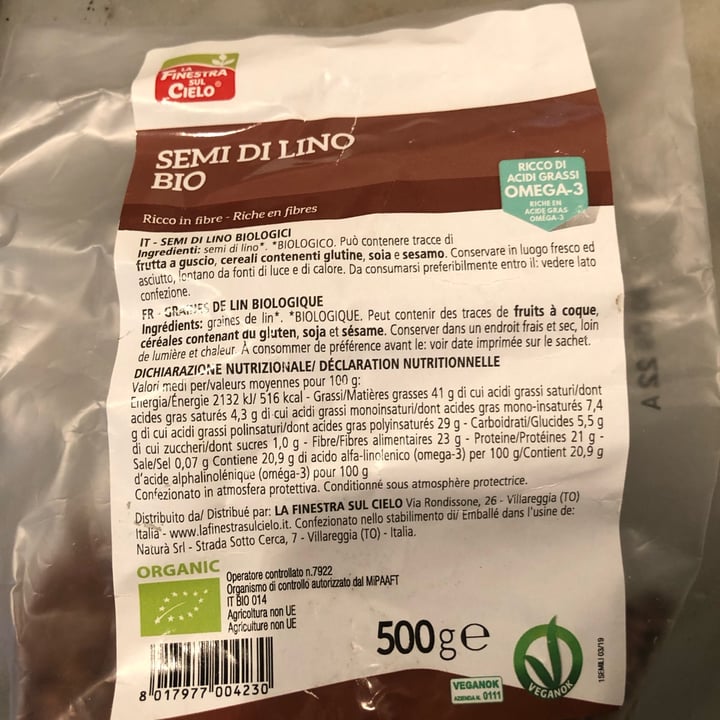 LA
FINESTRA
SUL
CIELO®
SEMI DI LINO
BIO
Ricco in fibre - Riche en fibres
RICCO DI
ACIDI GRASSI
OMEGA-3
RICHE EN
ACIDE GRAS
OMÉGA-3
IT - SEMI DI LINO BIOLOGICI
Ingredienti: semi di lino*. *BIOLOGICO. Può contenere tracce di
frutta a guscio, cereali contenenti glutine, soia e sesamo. Conservare in luogo fresco ed
asciutto, lontano da fonti di luce e di calore. Da consumarsi preferibilmente entro il: vedere lato
confezione.
FR - GRAINES DE LIN BIOLOGIQUE
Ingrédients: graines de lin*. *BIOLOGIQUE. Peut contenir des traces de fruits à coque,
céréales contenant du gluten, soja et sésame. Conserver dans un endroit frais et sec, loin
de lumière et chaleur. À consommer de préférence avant le: voir date imprimée sur le sachet.
DICHIARAZIONE NUTRIZIONALE/ DÉCLARATION NUTRITIONNELLE
Valori medi per/valeurs moyennes pour 100 g:
Energia/Énergie 2132 kJ/ 516 kcal - Grassi/Matières grasses 41 g di cui acidi grassi saturi/dont
acides gras saturés 4,3 g di cui acidi grassi monoinsaturi/dont acides gras mono-insaturés 7,4
g di cui acidi grassi polinsaturi/dont acides gras polyinsaturés 29 g - Carboidrati/Glucides 5,5 g
di cui zuccheri/dont sucres 1,0 g - Fibre/Fibres alimentaires 23 g - Proteine/Protéines 21 g -
Sale/Sel 0,07 g Contiene 20,9 g di acido alfa-linolenico (omega-3) per 100 g/Contient 20,9 g
d'acide alphalinolénique (oméga-3) pour 100 g
Confezionato in atmosfera protettiva. Conditionné sous atmosphère protectrice.
Distribuito da/ Distribué par: LA FINESTRA SUL CIELO Via Rondissone, 26 - Villareggia (TO)
Italia - www.lafinestrasulcielo.it. Confezionato nello stabilimento di/ Emballé dans l'usine de:
Naturà Srl - Strada Sotto Cerca, 7 - Villareggia (TO) - Italia.
ORGANIC
Operatore controllato n.7922
Organismo di controllo autorizzato dal MiPAAFT
IT BIO 014
Agricoltura non UE
Agriculture non UE
500g e
8 017977 004230
VEGANOK
AZIENDA N. 0111
VEGANOK
1SEMILI 03/19